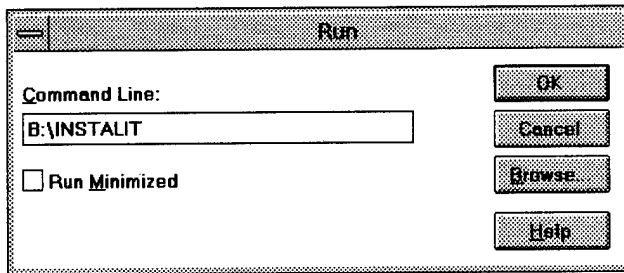 Run
Command Line:
B:\INSTALIT
Run Minimized
OK
Cancel
Browse...
Help